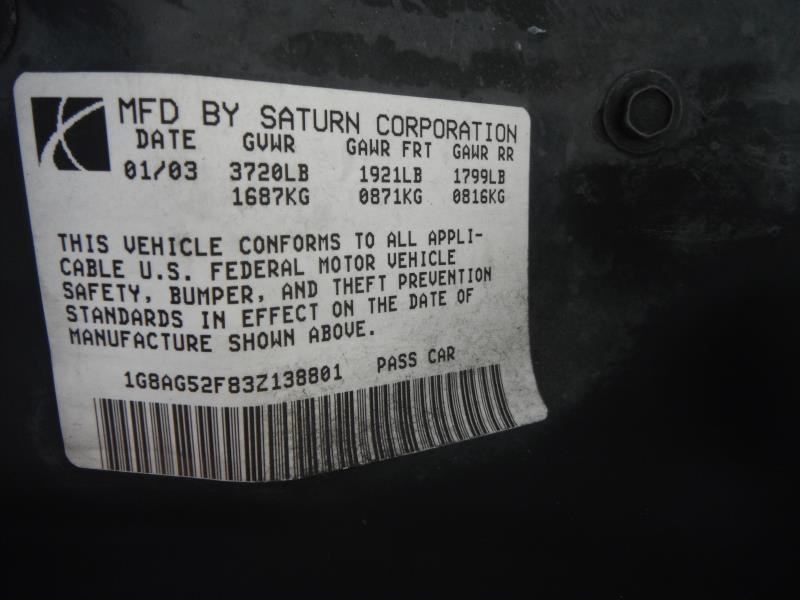 MFD BY SATURN CORPORATION
DATE GVWR GAWR FRT GAWR RR
01/03 3720LB 1921LB 1799LB
1687KG 0871KG 0816KG
THIS VEHICLE CONFORMS TO ALL APPLI-
CABLE U.S. FEDERAL MOTOR VEHICLE
SAFETY, BUMPER, AND THEFT PREVENTION
STANDARDS IN EFFECT ON THE DATE OF
MANUFACTURE SHOWN ABOVE.
1G8AG52F83Z138801 PASS CAR